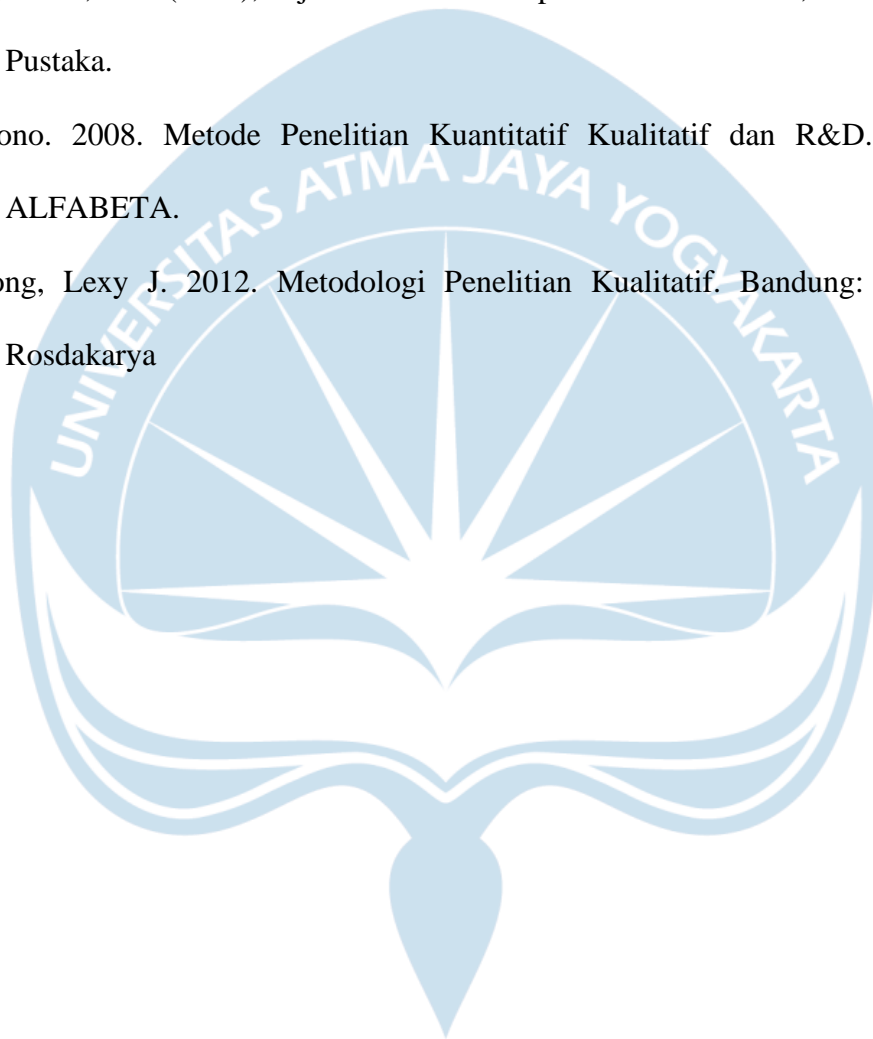 Pustaka.
ono. 2008. Metode Penelitian Kuantitatif Kualitatif dan R&D.
ALFABETA.
ong, Lexy J. 2012. Metodologi Penelitian Kualitatif. Bandung:
Rosdakarya
UNIVERSITAS ATMA JAYA YOGYAKARTA